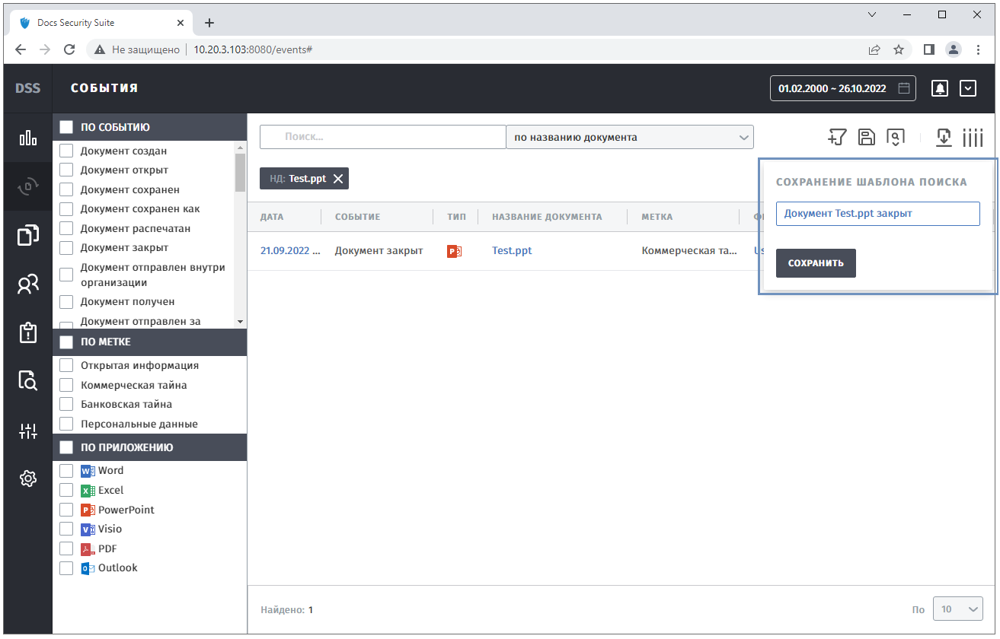 Docs Security Suite
Не защищено
10.20.3.103:8080/events#
DSS
СОБЫТИЯ
01.02.2000 ~ 26.10.2022
ПО СОБЫТИЮ
Документ создан
Документ открыт
Документ сохранен
Документ сохранен как
Документ распечатан
Документ закрыт
Документ отправлен внутри
организации
Документ получен
Документ отправлен за
ПО МЕТКЕ
Открытая информация
Коммерческая тайна
Банковская тайна
Персональные данные
ПО ПРИЛОЖЕНИЮ
Word
Excel
PowerPoint
Visio
PDF
Outlook
Поиск...
по названию документа
НД: Test.ppt
ДАТА СОБЫТИЕ ТИП НАЗВАНИЕ ДОКУМЕНТА МЕТКА
21.09.2022 ... Документ закрыт Test.ppt Коммерческая та... Us
СОХРАНЕНИЕ ШАБЛОНА ПОИСКА
Документ Test.ppt закрыт
СОХРАНИТЬ
Найдено: 1
По 10